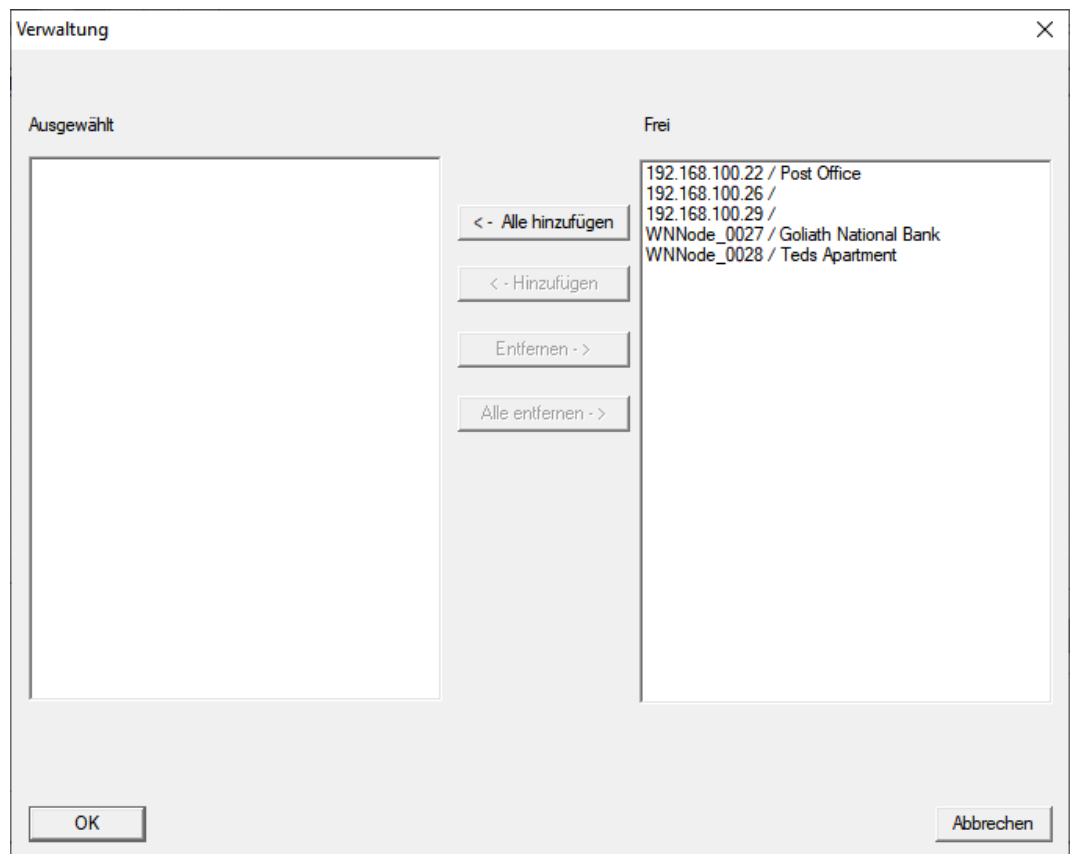 Verwaltung
Ausgewählt
Frei
192.168.100.22 / Post Office
192.168.100.26 /
192.168.100.29 /
WNNode_0027 / Goliath National Bank
WNNode_0028 / Teds Apartment
< - Alle hinzufügen
< - Hinzufügen
Entfernen - >
Alle entfernen - >
OK
Abbrechen